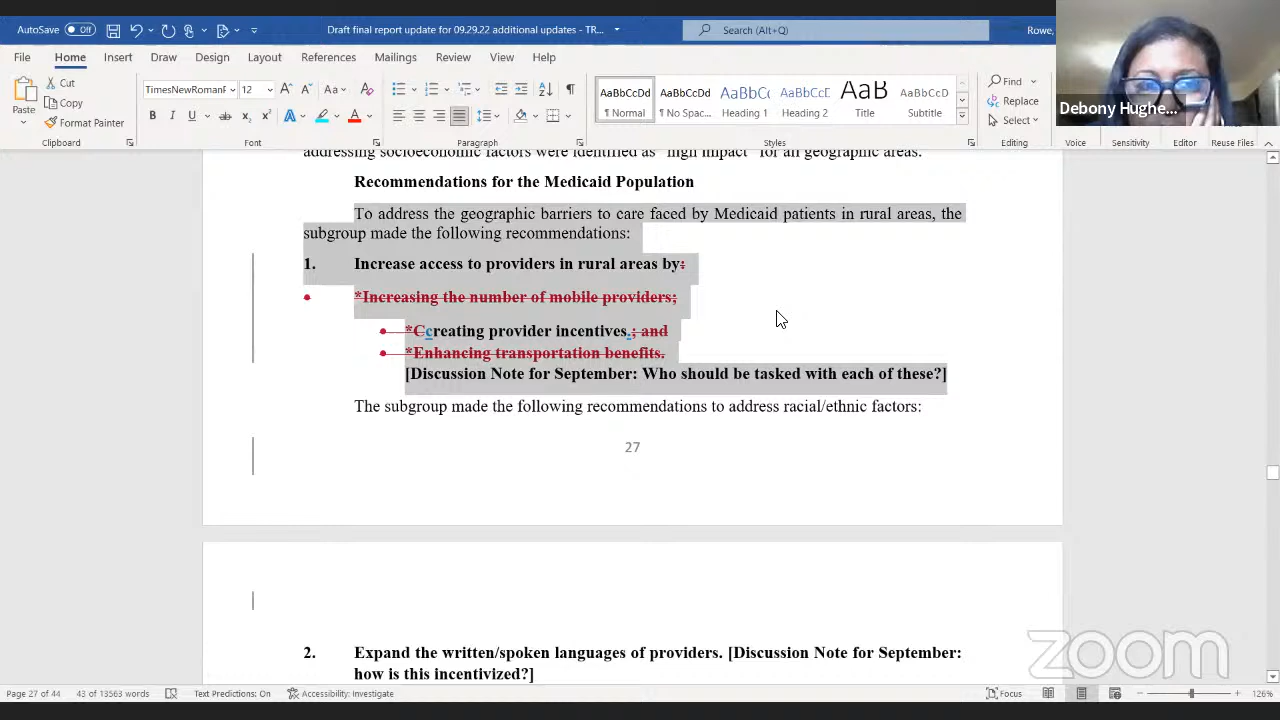 AutoSave Off
Draft final report update for 09.29.22 additional updates - TR...
Search (Alt+Q)
Rowe,
File Home Insert Draw Design Layout References Mailings Review View Help
Paste
Cut
Copy
Format Painter
Clipboard
TimesNewRomanF
12
Font
Paragraph
AaBbCcDd
¶ Normal
AaBbCcDd
¶ No Spac...
AaBbC(
Heading 1
AaBbCcE
Heading 2
AaB
Title
AaBbCcD
Subtitle
Styles
Find
Replace
Select
Editing
Voice
Sensitivity
Editor
Reuse Files
Debony Hughe...
addressing socioeconomic factors were identified as "high impact" for all geographic areas.
Recommendations for the Medicaid Population
To address the geographic barriers to care faced by Medicaid patients in rural areas, the
subgroup made the following recommendations:
1. Increase access to providers in rural areas by:
• *Increasing the number of mobile providers;
• *Ccreating provider incentives.; and
• *Enhancing transportation benefits.
[Discussion Note for September: Who should be tasked with each of these?]
The subgroup made the following recommendations to address racial/ethnic factors:
27
2. Expand the written/spoken languages of providers. [Discussion Note for September:
how is this incentivized?]
zoom
Page 27 of 44
43 of 13563 words
Text Predictions: On
Accessibility: Investigate
Focus
126%